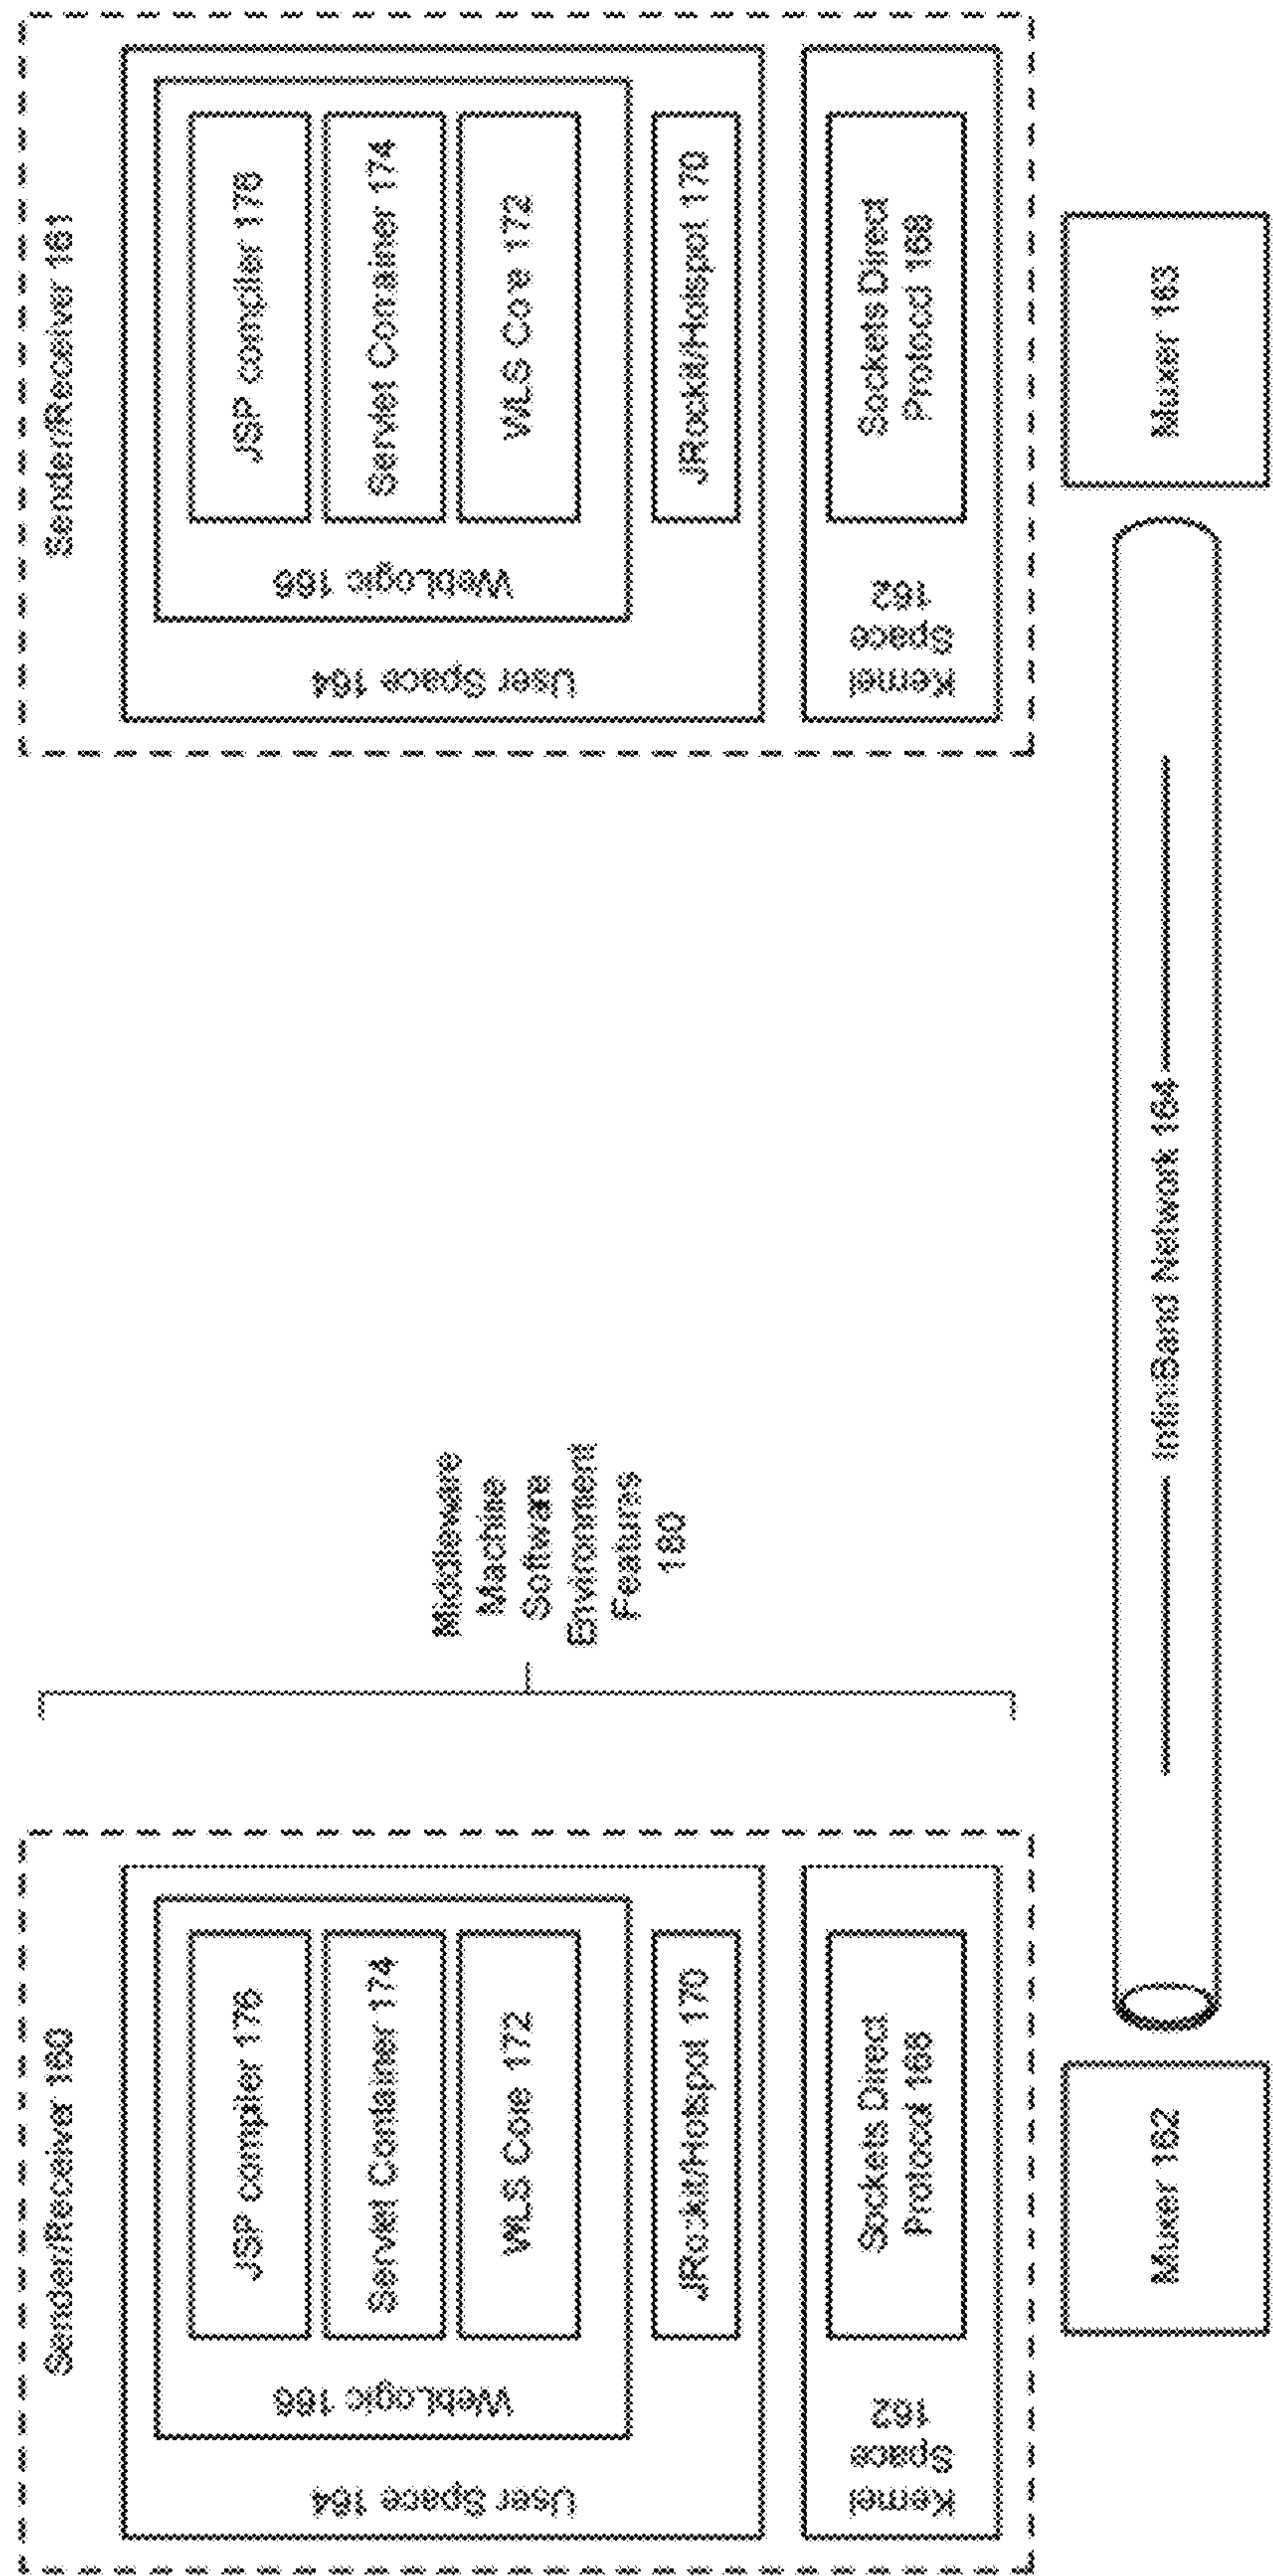 Sender/Receiver 160
User Space 164
WebLogic 166
JSP compiler 176
Servlet Container 174
WLS Core 172
JRockit/Hotspot 170
Kernel
Space
162
Sockets Direct
Protocol 168
Middleware
Machine
Software
Environment
Features
180
Sender/Receiver 161
User Space 164
WebLogic 166
JSP compiler 176
Servlet Container 174
WLS Core 172
JRockit/Hotspot 170
Kernel
Space
162
Sockets Direct
Protocol 168
Muxer 162
InfiniBand Network 164
Muxer 163